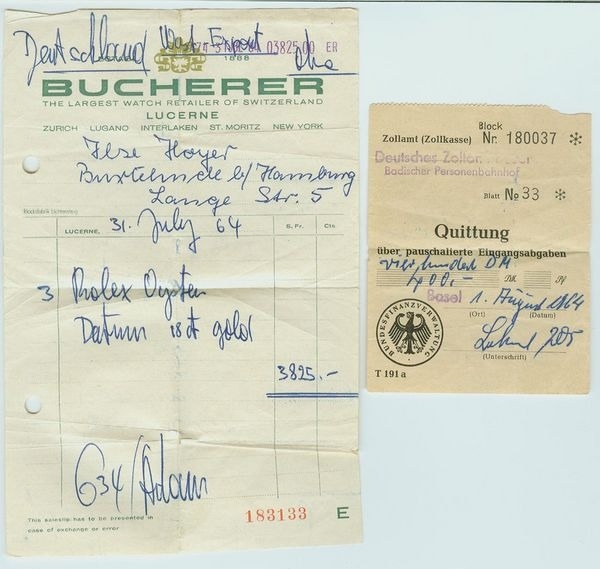 Deutschland
03825.00 ER
1888
BUCHERER
THE LARGEST WATCH RETAILER OF SWITZERLAND
LUCERNE
ZURICH LUGANO INTERLAKEN ST. MORITZ NEW YORK
Ilse Hoyer
Buxtehude b/Hamburg
Lange Str. 5
LUCERNE, 31. July 64 S. Fr. Cts.
3 Rolex Oyster
Datum 18 ct gold
3825.-
634/Adam
This salesslip has to be presented in
case of exchange or error
183133 E
Block
Zollamt (Zollkasse) Nr. 180037 *
Deutsches Zollamt Basel
Badischer Personenbahnhof
Blatt No 33 *
Quittung
über pauschalierte Eingangsabgaben
vierhundert DM
400.- DM Pf
Basel 1. August 1964
(Ort) (Datum)
(Unterschrift)
BUNDESFINANZVERWALTUNG
T 191 a